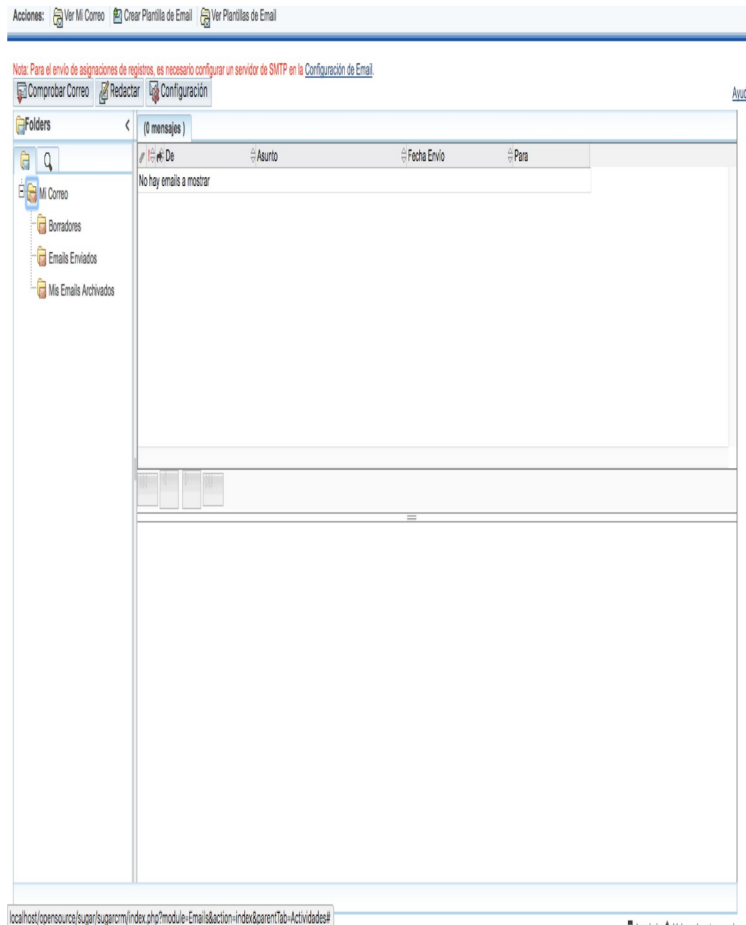 Acciones: Ver Mi Correo Crear Plantilla de Email Ver Plantillas de Email
Nota: Para el envío de asignaciones de registros, es necesario configurar un servidor de SMTP en la Configuración de Email.
Comprobar Correo Redactar Configuración
Folders
(0 mensajes )
De Asunto Fecha Envío Para
No hay emails a mostrar
Mi Correo
Borradores
Emails Enviados
Mis Emails Archivados
localhost/opensource/sugar/sugarcrm/index.php?module=Emails&action=index&parentTab=Actividades#